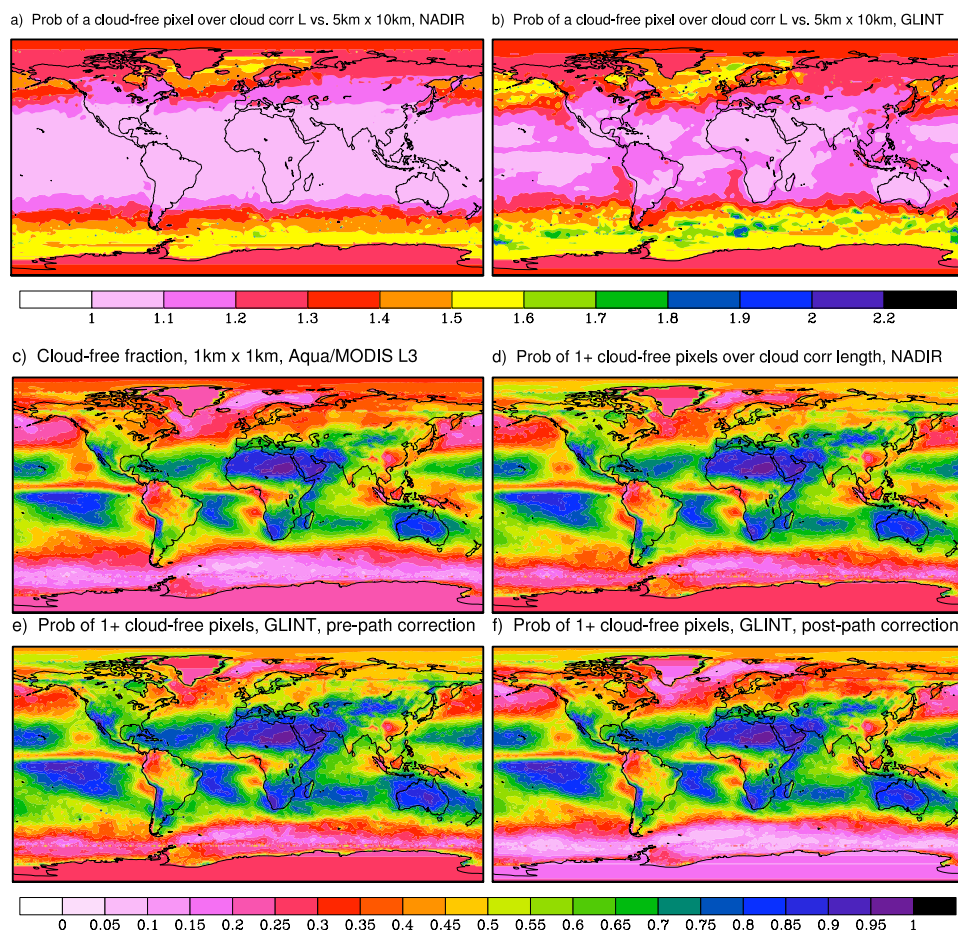 a) Prob of a cloud-free pixel over cloud corr L vs. 5km x 10km, NADIR
b) Prob of a cloud-free pixel over cloud corr L vs. 5km x 10km, GLINT
1 1.1 1.2 1.3 1.4 1.5 1.6 1.7 1.8 1.9 2 2.2
c) Cloud-free fraction, 1km x 1km, Aqua/MODIS L3
d) Prob of 1+ cloud-free pixels over cloud corr length, NADIR
e) Prob of 1+ cloud-free pixels, GLINT, pre-path correction
f) Prob of 1+ cloud-free pixels, GLINT, post-path correction
0 0.05 0.1 0.15 0.2 0.25 0.3 0.35 0.4 0.45 0.5 0.55 0.6 0.65 0.7 0.75 0.8 0.85 0.9 0.95 1